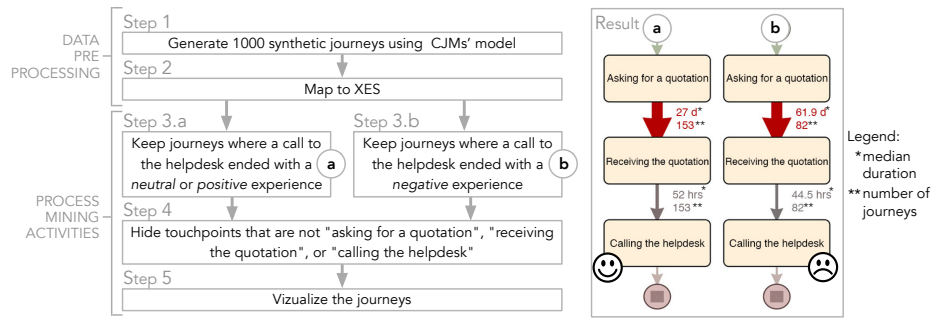 DATA
PRE
PROCESSING
Step 1
Generate 1000 synthetic journeys using CJMs' model
Step 2
Map to XES
PROCESS
MINING
ACTIVITIES
Step 3.a
Keep journeys where a call to
the helpdesk ended with a
neutral or positive experience
a
Step 3.b
Keep journeys where a call to
the helpdesk ended with a
negative experience
b
Step 4
Hide touchpoints that are not "asking for a quotation", "receiving
the quotation", or "calling the helpdesk"
Step 5
Vizualize the journeys
Result
a
Asking for a quotation
27 d*
153**
Receiving the quotation
52 hrs*
153**
Calling the helpdesk
b
Asking for a quotation
61.9 d*
82**
Receiving the quotation
44.5 hrs*
82**
Calling the helpdesk
Legend:
*median
duration
**number of
journeys